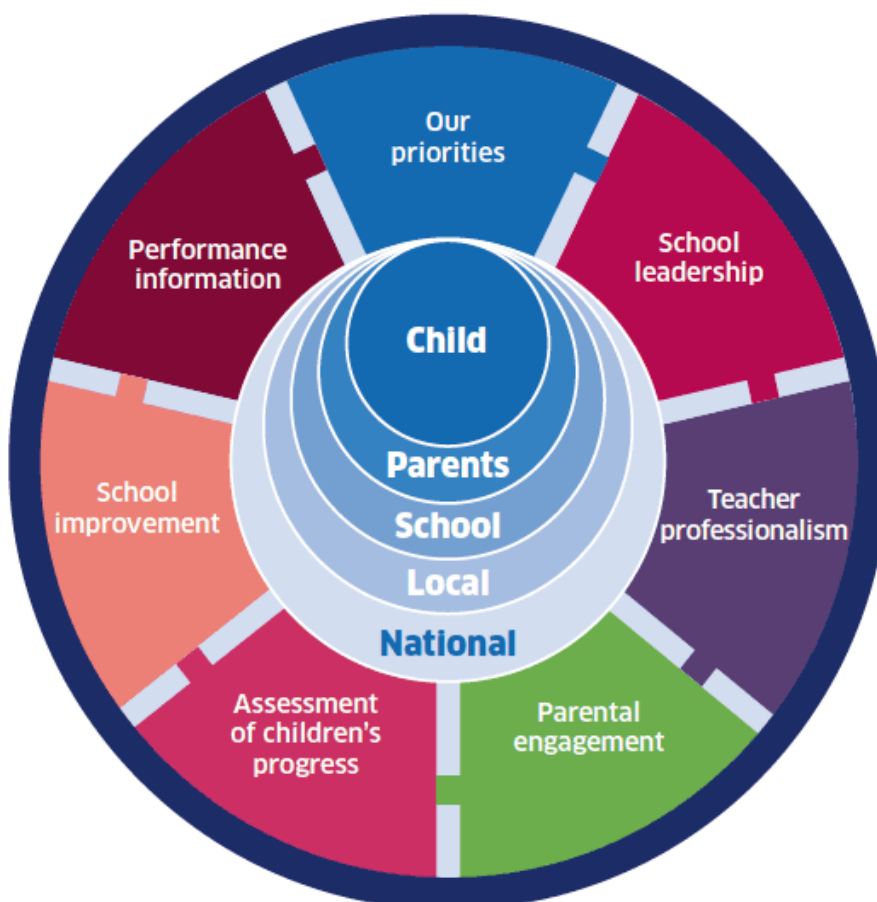 Our
priorities
School
leadership
Teacher
professionalism
Parental
engagement
Assessment
of children's
progress
School
improvement
Performance
information
Child
Parents
School
Local
National